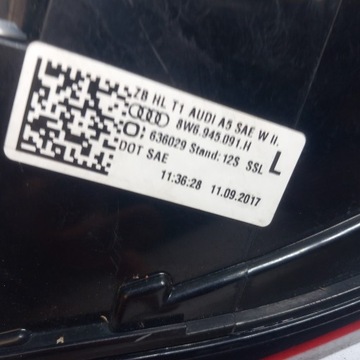 ZB HL T1 AUDI A5 SAE W II.
8W6.945.091.H
636029 Stand: 12S SSL L
DOT SAE
11:36:28 11.09.2017